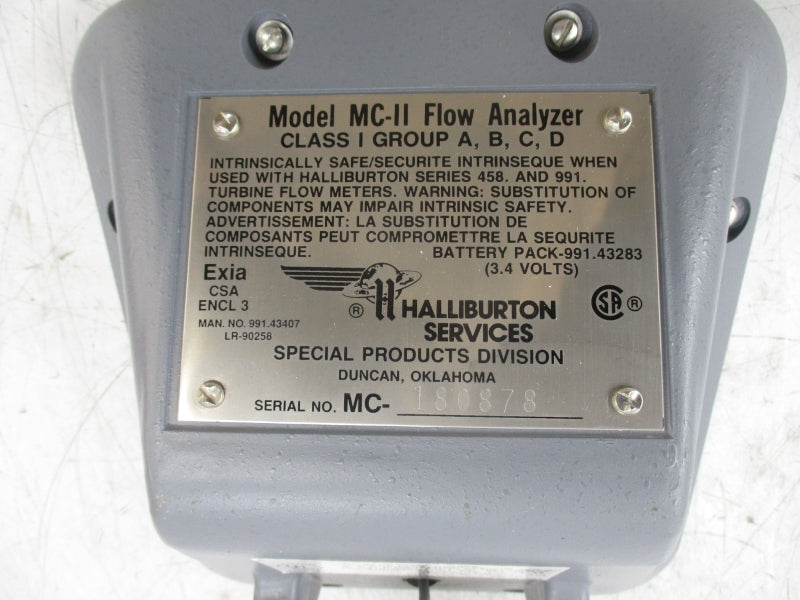 Model MC-II Flow Analyzer
CLASS I GROUP A, B, C, D
INTRINSICALLY SAFE/SECURITE INTRINSEQUE WHEN
USED WITH HALLIBURTON SERIES 458. AND 991.
TURBINE FLOW METERS. WARNING: SUBSTITUTION OF
COMPONENTS MAY IMPAIR INTRINSIC SAFETY.
ADVERTISSEMENT: LA SUBSTITUTION DE
COMPOSANTS PEUT COMPROMETTRE LA SEQURITE
INTRINSEQUE. BATTERY PACK-991.43283
(3.4 VOLTS)
Exia
CSA
ENCL 3
MAN. NO. 991.43407
LR-90258
® HALLIBURTON
SERVICES
SA ®
SPECIAL PRODUCTS DIVISION
DUNCAN, OKLAHOMA
SERIAL NO. MC- 180878